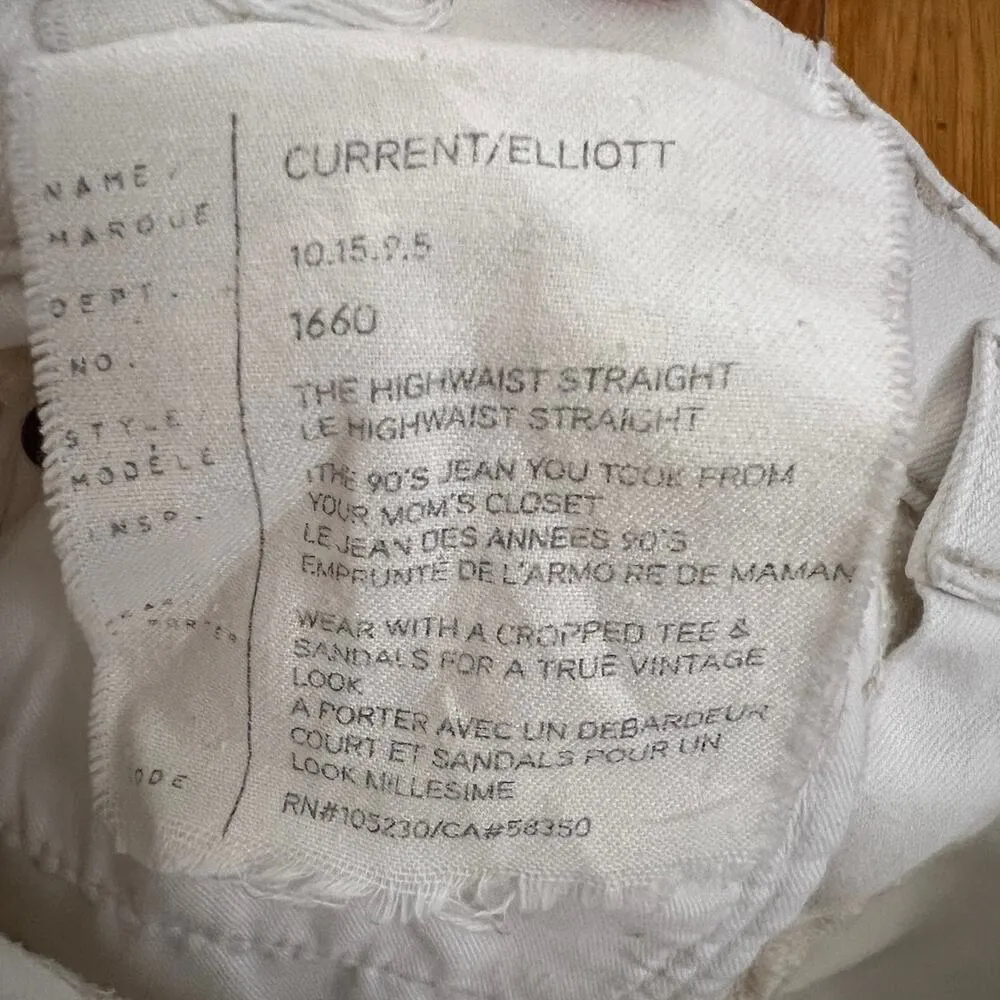 NAME/
MARQUE
CURRENT/ELLIOTT
DEPT.
10.15.9.5
NO.
1660
STYLE/
MODÈLE
THE HIGHWAIST STRAIGHT
LE HIGHWAIST STRAIGHT
INSP.
THE 90'S JEAN YOU TOOK FROM
YOUR MOM'S CLOSET
LE JEAN DES ANNEES 90'S
EMPRUNTE DE L'ARMOIRE DE MAMAN
PORTER
WEAR WITH A CROPPED TEE &
SANDALS FOR A TRUE VINTAGE
LOOK
A PORTER AVEC UN DEBARDEUR
COURT ET SANDALS POUR UN
LOOK MILLESIME
RN#105230/CA#58350